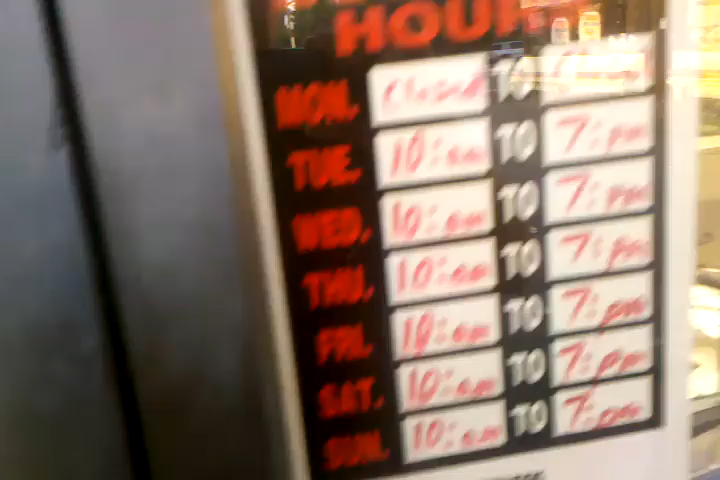 HOUR
MON. Closed TO
TUE. 10:am TO 7:pm
WED. 10:am TO 7:pm
THU. 10:am TO 7:pm
FRI. 10:am TO 7:pm
SAT. 10:am TO 7:pm
SUN. 10:am TO 7:pm